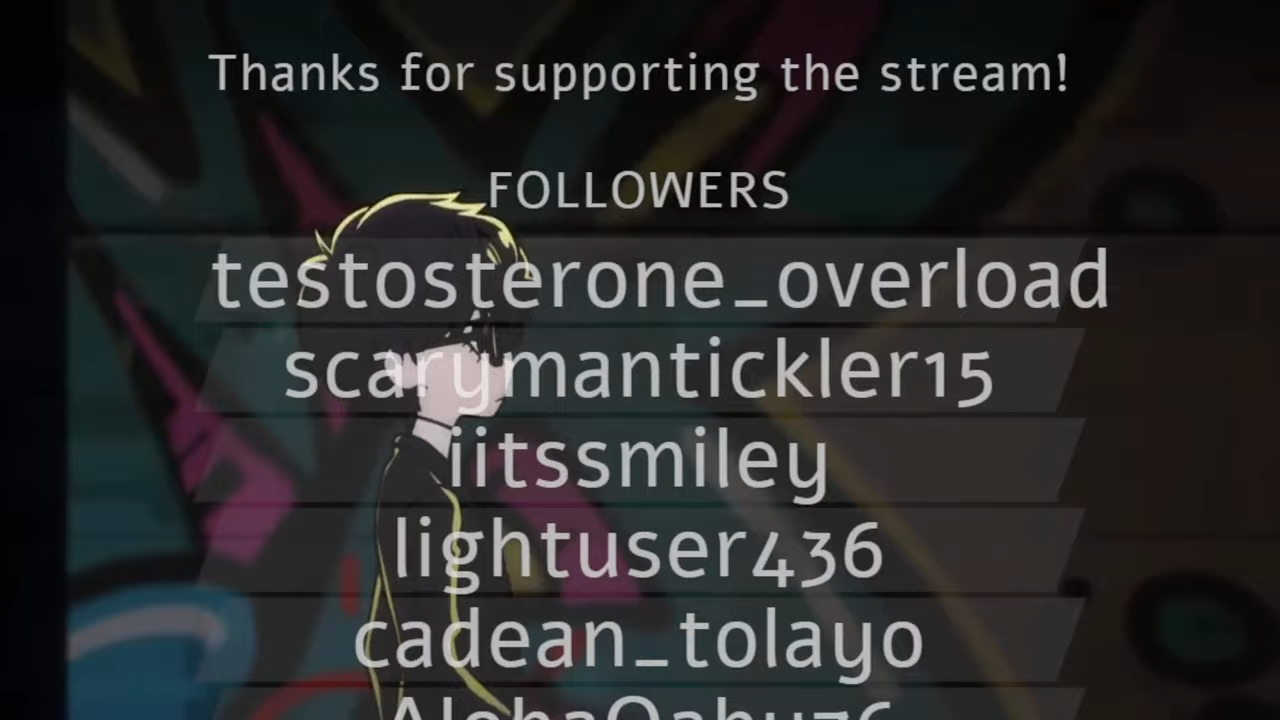 Thanks for supporting the stream!
FOLLOWERS
testosterone_overload
scarymantickler15
iitssmiley
lightuser436
cadean_tolayo